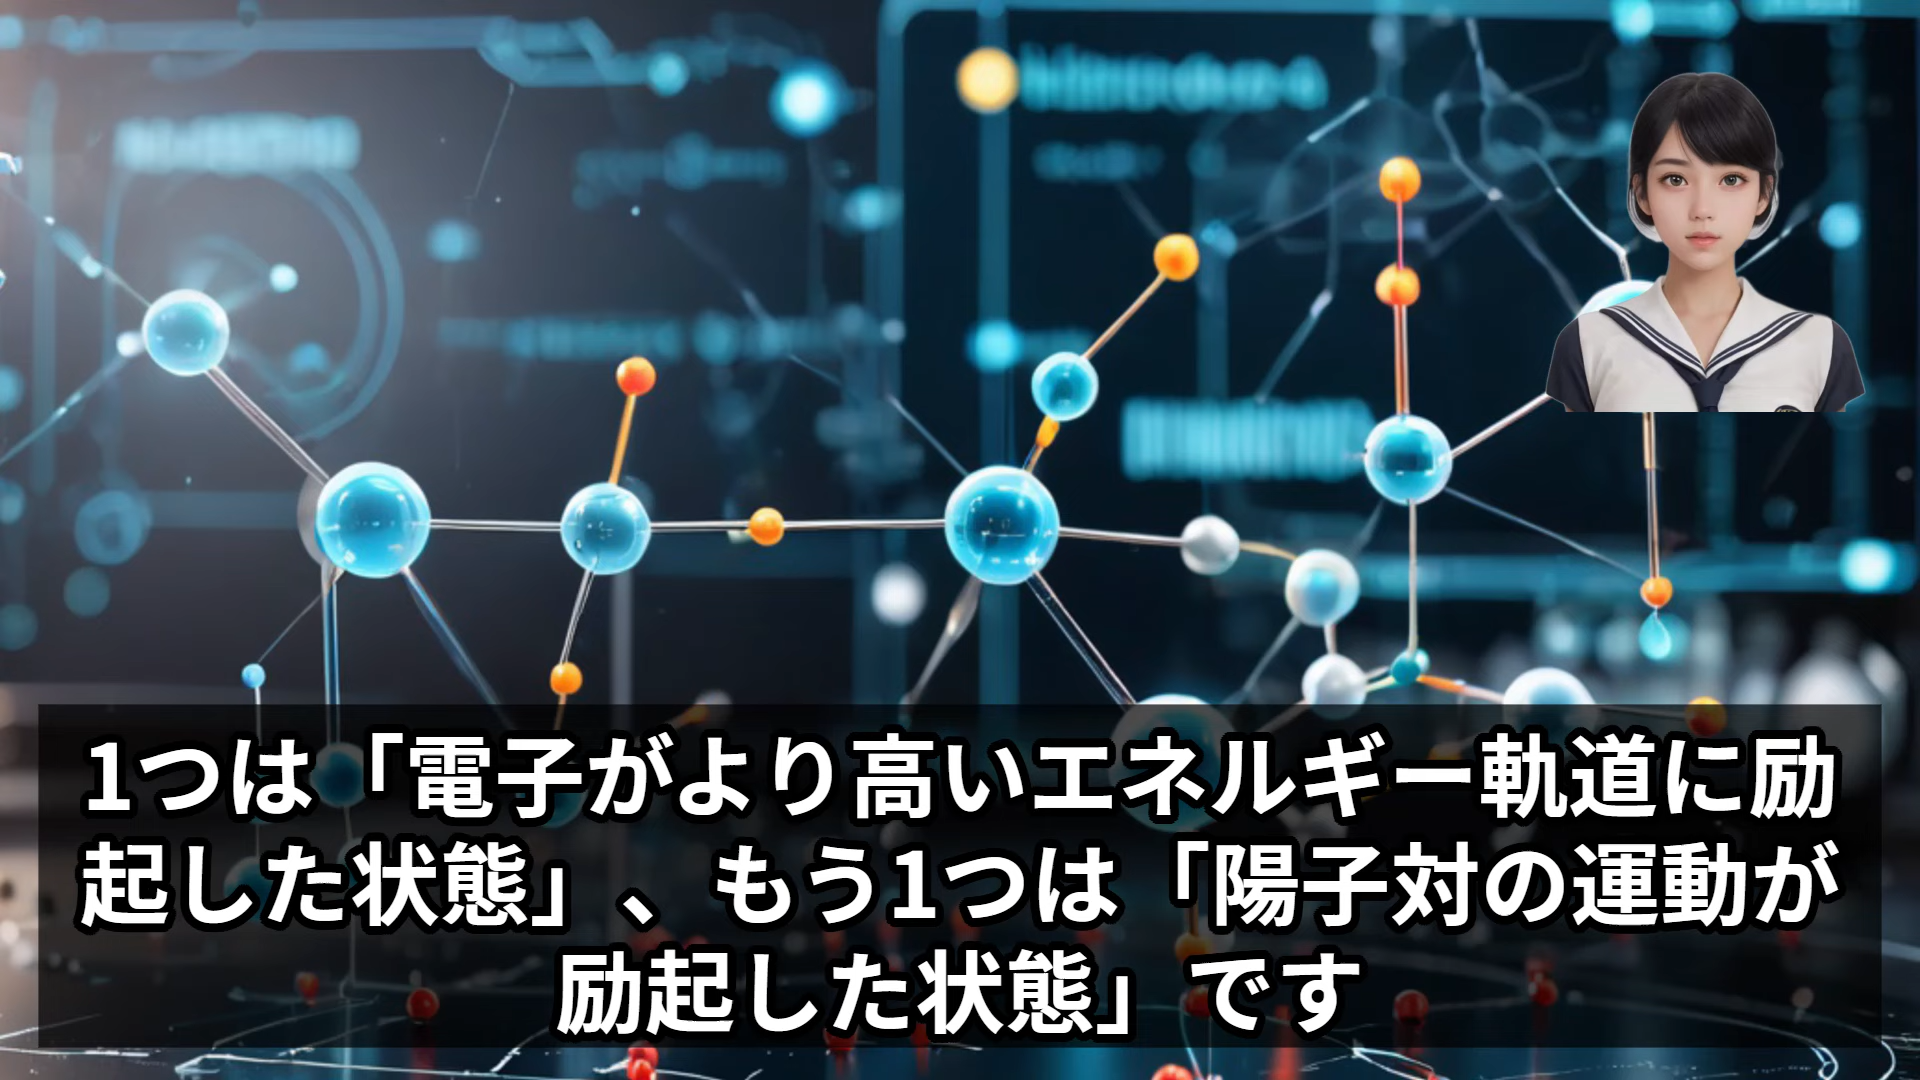 1つは「電子がより高いエネルギー軌道に励
起した状態」、もう1つは「陽子対の運動が
励起した状態」です